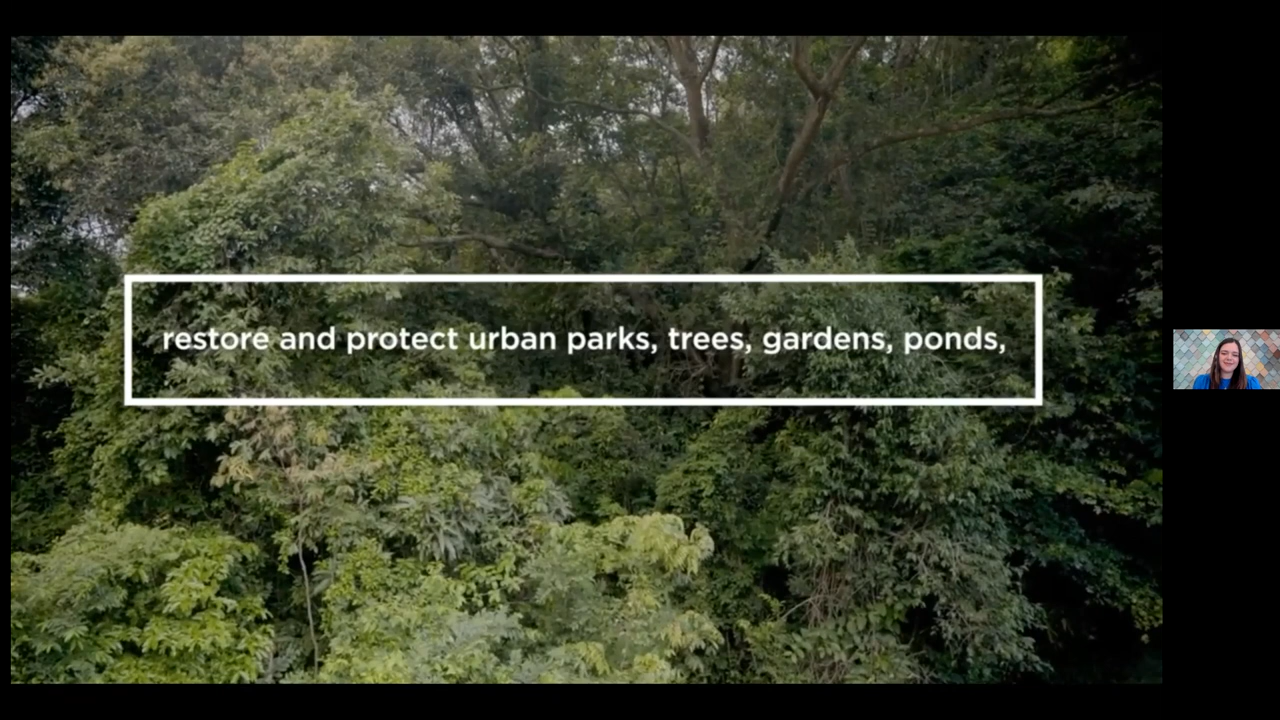 restore and protect urban parks, trees, gardens, ponds,